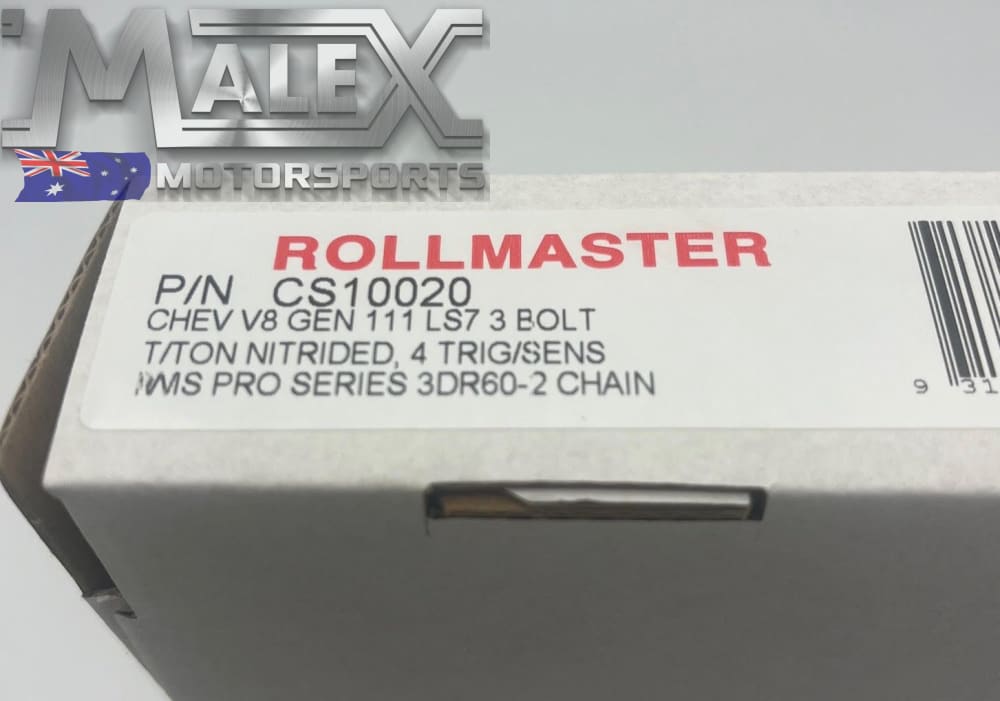 MALEX
MOTORSPORTS
ROLLMASTER
P/N CS10020
CHEV V8 GEN 111 LS7 3 BOLT
T/TON NITRIDED, 4 TRIG/SENS
PRO SERIES 3DR60-2 CHAIN
9 31